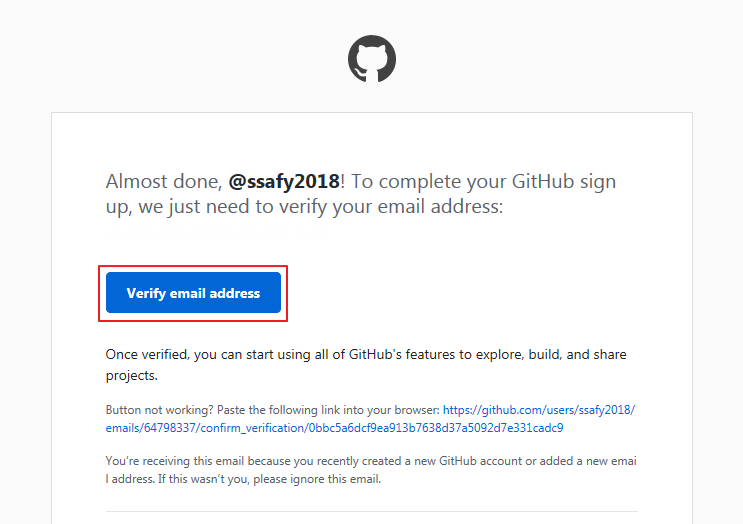 Almost done, @ssafy2018! To complete your GitHub sign
up, we just need to verify your email address:
Verify email address
Once verified, you can start using all of GitHub's features to explore, build, and share
projects.
Button not working? Paste the following link into your browser: https://github.com/users/ssafy2018/
emails/64798337/confirm_verification/0bbc5a6dcf9ea913b7638d37a5092d7e331cadc9
You're receiving this email because you recently created a new GitHub account or added a new emai
l address. If this wasn't you, please ignore this email.